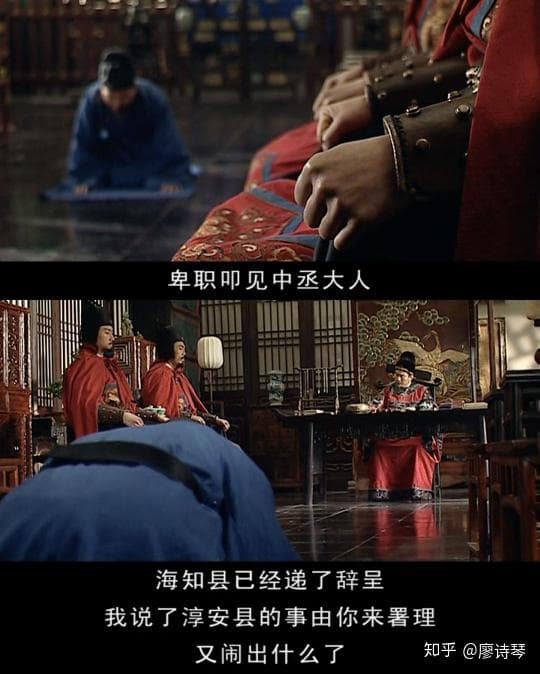 卑职叩见中丞大人
海知县已经递了辞呈
我说了淳安县的事由你来署理
又闹出什么了
知乎 @廖诗琴